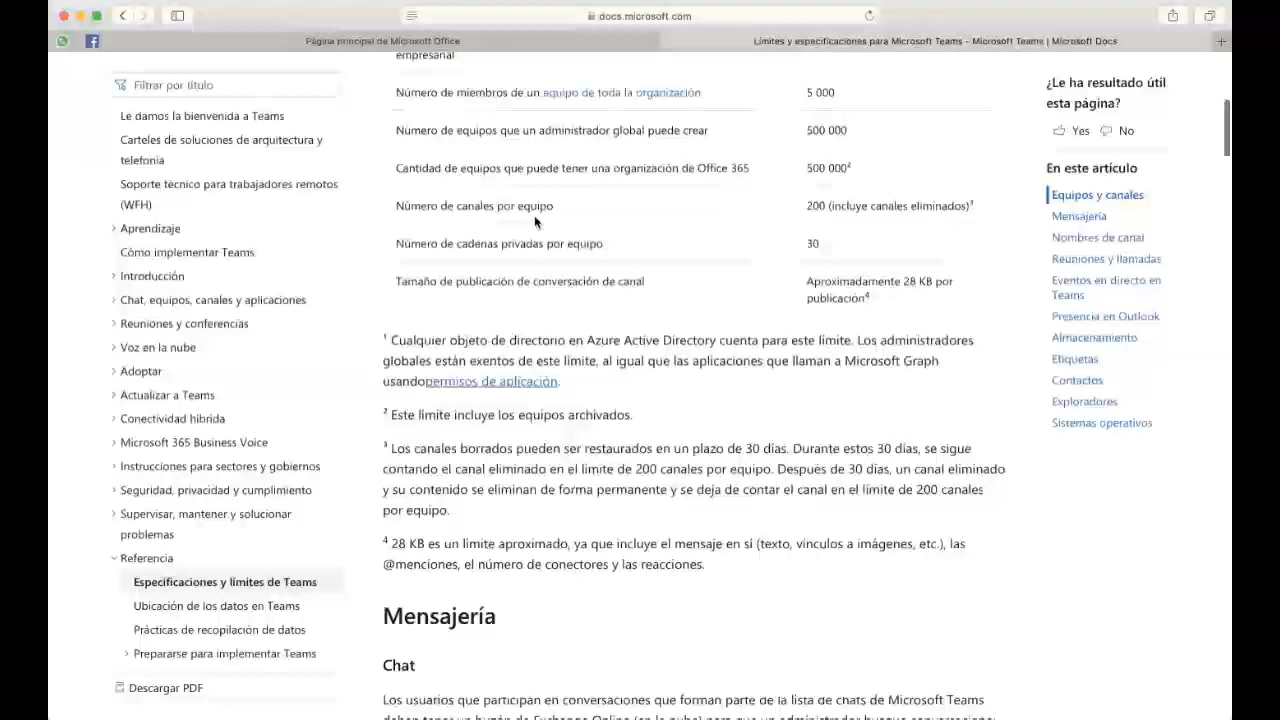 docs.microsoft.com
Página principal de Microsoft Office
Límites y especificaciones para Microsoft Teams - Microsoft Teams | Microsoft Docs
Filtrar por título
Le damos la bienvenida a Teams
Carteles de soluciones de arquitectura y
telefonía
Soporte técnico para trabajadores remotos
(WFH)
Aprendizaje
Cómo implementar Teams
Introducción
Chat, equipos, canales y aplicaciones
Reuniones y conferencias
Voz en la nube
Adoptar
Actualizar a Teams
Conectividad híbrida
Microsoft 365 Business Voice
Instrucciones para sectores y gobiernos
Seguridad, privacidad y cumplimiento
Supervisar, mantener y solucionar
problemas
Referencia
Especificaciones y límites de Teams
Ubicación de los datos en Teams
Prácticas de recopilación de datos
Prepararse para implementar Teams
Descargar PDF
empresarial
Número de miembros de un equipo de toda la organización 5 000
Número de equipos que un administrador global puede crear 500 000
Cantidad de equipos que puede tener una organización de Office 365 500 000²
Número de canales por equipo 200 (incluye canales eliminados)³
Número de cadenas privadas por equipo 30
Tamaño de publicación de conversación de canal Aproximadamente 28 KB por
publicación⁴
¹ Cualquier objeto de directorio en Azure Active Directory cuenta para este límite. Los administradores
globales están exentos de este límite, al igual que las aplicaciones que llaman a Microsoft Graph
usandopermisos de aplicación.
² Este límite incluye los equipos archivados.
³ Los canales borrados pueden ser restaurados en un plazo de 30 días. Durante estos 30 días, se sigue
contando el canal eliminado en el límite de 200 canales por equipo. Después de 30 días, un canal eliminado
y su contenido se eliminan de forma permanente y se deja de contar el canal en el límite de 200 canales
por equipo.
⁴ 28 KB es un límite aproximado, ya que incluye el mensaje en sí (texto, vínculos a imágenes, etc.), las
@menciones, el número de conectores y las reacciones.
Mensajería
Chat
Los usuarios que participan en conversaciones que forman parte de la lista de chats de Microsoft Teams
deben tener un buzón de Exchange Online (en la nube) para que un administrador busque conversaciones
¿Le ha resultado útil
esta página?
Yes No
En este artículo
Equipos y canales
Mensajería
Nombres de canal
Reuniones y llamadas
Eventos en directo en
Teams
Presencia en Outlook
Almacenamiento
Etiquetas
Contactos
Exploradores
Sistemas operativos